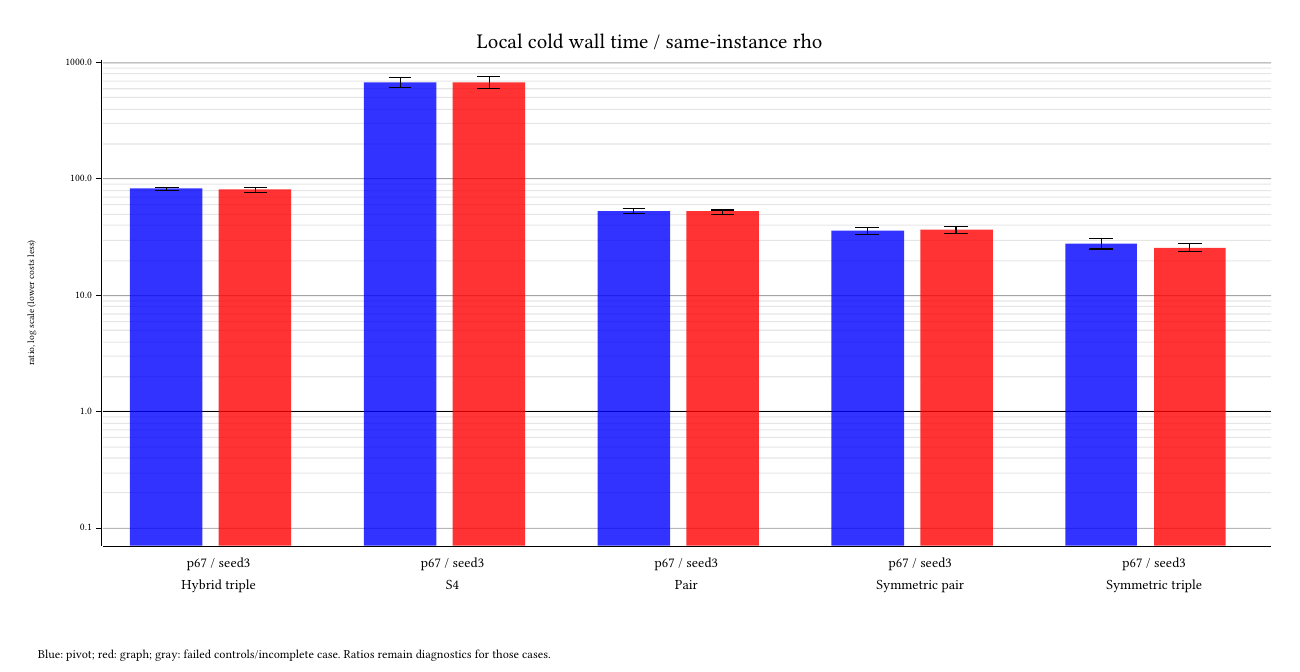 Local cold wall time / same-instance rho
1000.0
100.0
10.0
1.0
0.1
ratio, log scale (lower costs less)
p67 / seed3
Hybrid triple
p67 / seed3
S4
p67 / seed3
Pair
p67 / seed3
Symmetric pair
p67 / seed3
Symmetric triple
Blue: pivot; red: graph; gray: failed controls/incomplete case. Ratios remain diagnostics for those cases.